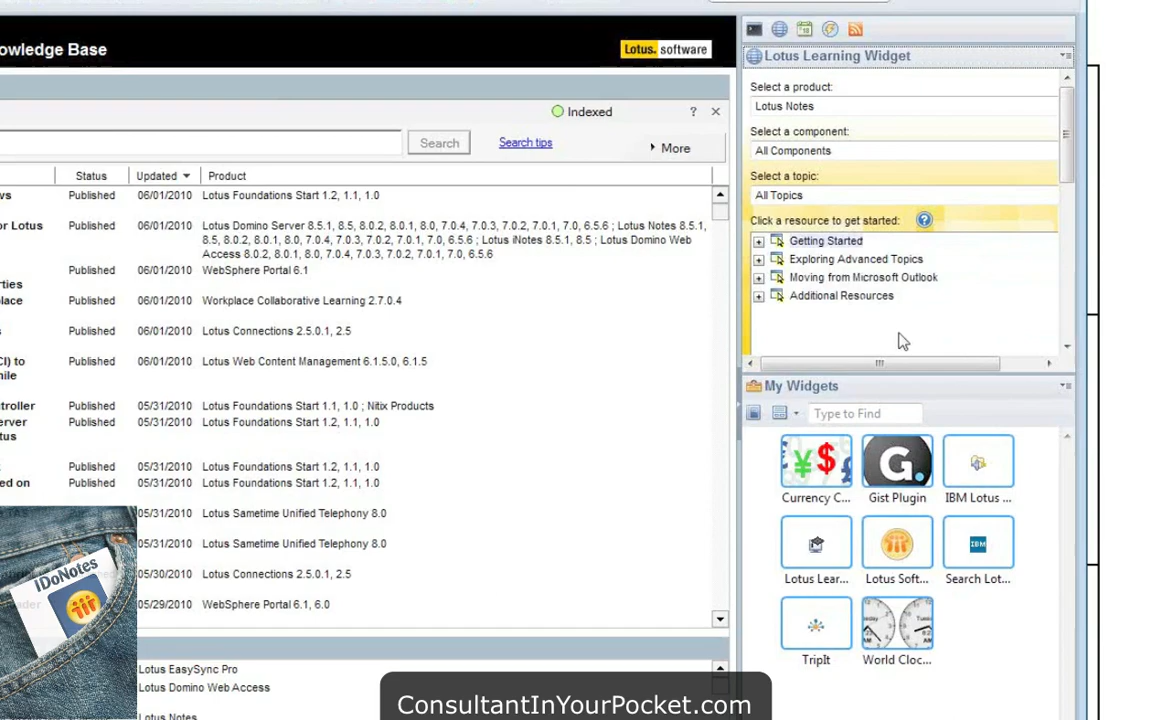 owledge Base
Lotus. software
Indexed
?
Search
Search tips
More
Status
Updated
Product
vs
Published
06/01/2010
Lotus Foundations Start 1.2, 1.1, 1.0
or Lotus
Published
06/01/2010
Lotus Domino Server 8.5.1, 8.5, 8.0.2, 8.0.1, 8.0, 7.0.4, 7.0.3, 7.0.2, 7.0.1, 7.0, 6.5.6 ; Lotus Notes 8.5.1,
8.5, 8.0.2, 8.0.1, 8.0, 7.0.4, 7.0.3, 7.0.2, 7.0.1, 7.0, 6.5.6 ; Lotus iNotes 8.5.1, 8.5 ; Lotus Domino Web
Access 8.0.2, 8.0.1, 8.0, 7.0.4, 7.0.3, 7.0.2, 7.0.1, 7.0, 6.5.6
Published
06/01/2010
WebSphere Portal 6.1
rties
lace
Published
06/01/2010
Workplace Collaborative Learning 2.7.0.4
s
Published
06/01/2010
Lotus Connections 2.5.0.1, 2.5
CI) to
Published
06/01/2010
Lotus Web Content Management 6.1.5.0, 6.1.5
hile
troller
Published
05/31/2010
Lotus Foundations Start 1.1, 1.0 ; Nitix Products
erver
Published
05/31/2010
Lotus Foundations Start 1.2, 1.1, 1.0
otus
Published
05/31/2010
Lotus Foundations Start 1.2, 1.1, 1.0
ed on
Published
05/31/2010
Lotus Foundations Start 1.2, 1.1, 1.0
05/31/2010
Lotus Sametime Unified Telephony 8.0
05/31/2010
Lotus Sametime Unified Telephony 8.0
05/30/2010
Lotus Connections 2.5.0.1, 2.5
05/29/2010
WebSphere Portal 6.1, 6.0
IDoNotes
Lotus EasySync Pro
Lotus Domino Web Access
Lotus Notes
Lotus Learning Widget
Select a product:
Lotus Notes
Select a component:
All Components
Select a topic:
All Topics
Click a resource to get started:
?
Getting Started
Exploring Advanced Topics
Moving from Microsoft Outlook
Additional Resources
My Widgets
Type to Find
Currency C...
Gist Plugin
IBM Lotus ...
G.
Lotus Lear...
Lotus Soft...
Search Lot...
IBM
TripIt
World Cloc...
ConsultantInYourPocket.com